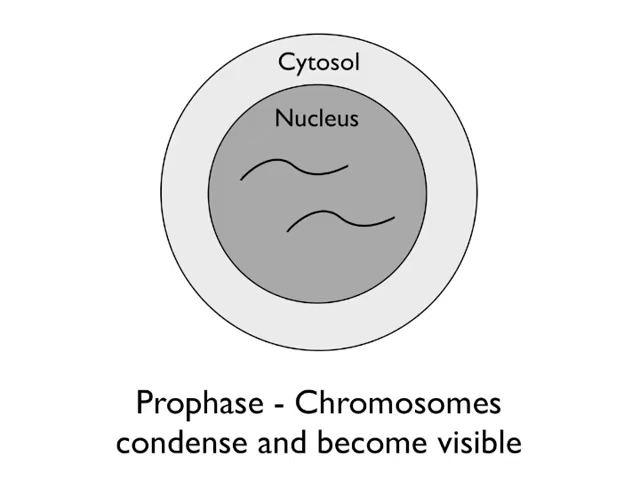 Cytosol
Nucleus
Prophase - Chromosomes
condense and become visible